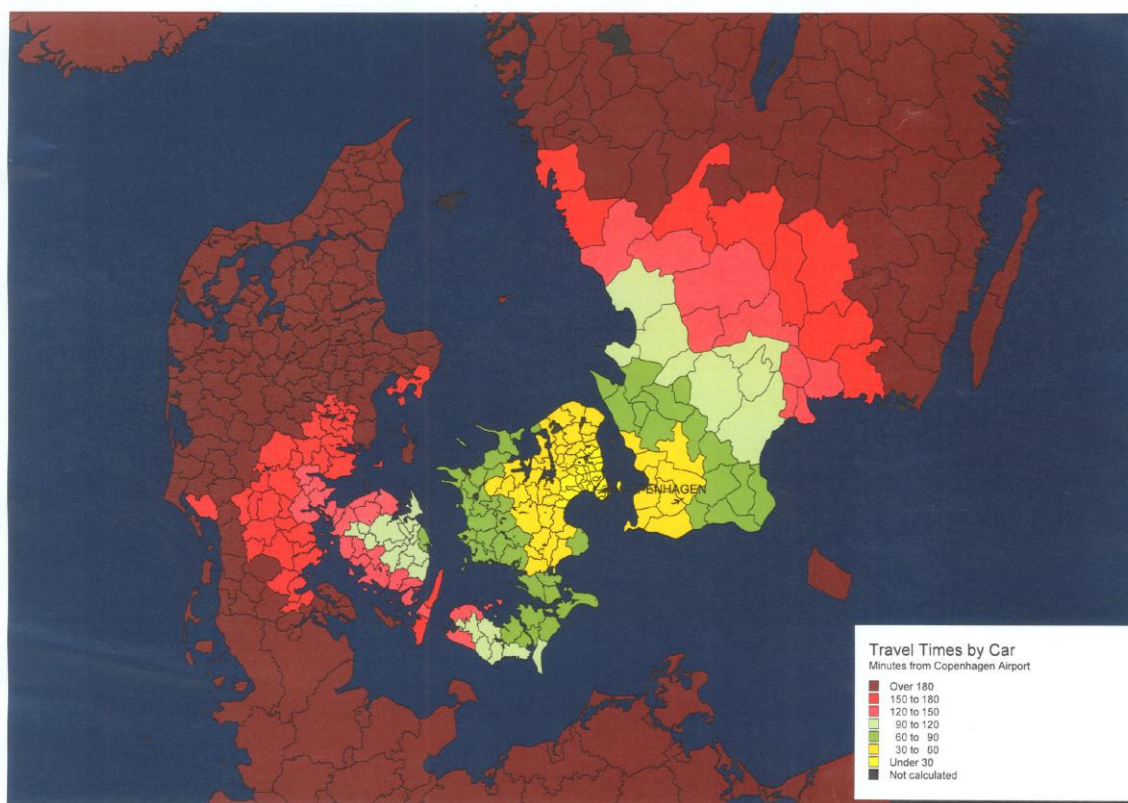 COPENHAGEN
Travel Times by Car
Minutes from Copenhagen Airport
Over 180
150 to 180
120 to 150
90 to 120
60 to 90
30 to 60
Under 30
Not calculated